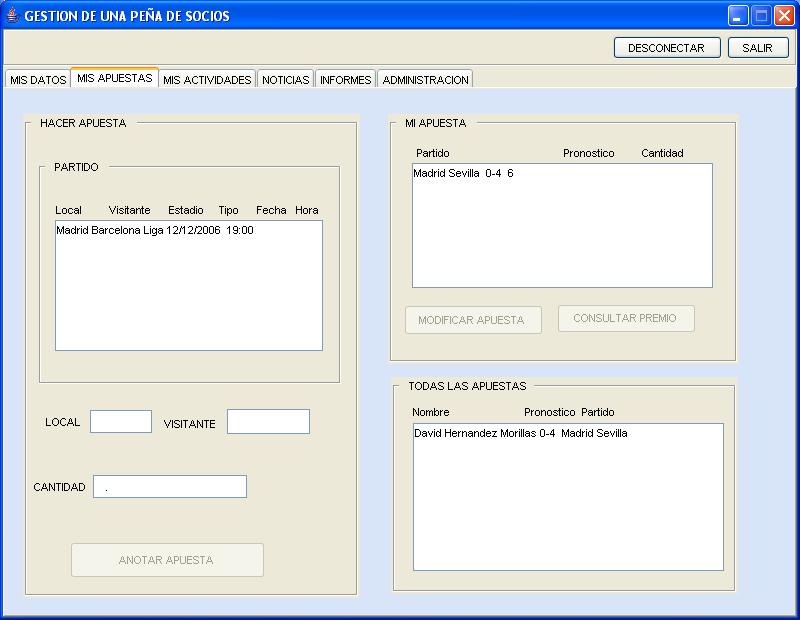 GESTION DE UNA PEÑA DE SOCIOS
DESCONECTAR SALIR
MIS DATOS MIS APUESTAS MIS ACTIVIDADES NOTICIAS INFORMES ADMINISTRACION
HACER APUESTA
PARTIDO
Local Visitante Estadio Tipo Fecha Hora
Madrid Barcelona Liga 12/12/2006 19:00
LOCAL VISITANTE
CANTIDAD .
ANOTAR APUESTA
MI APUESTA
Partido Pronostico Cantidad
Madrid Sevilla 0-4 6
MODIFICAR APUESTA CONSULTAR PREMIO
TODAS LAS APUESTAS
Nombre Pronostico Partido
David Hernandez Morillas 0-4 Madrid Sevilla